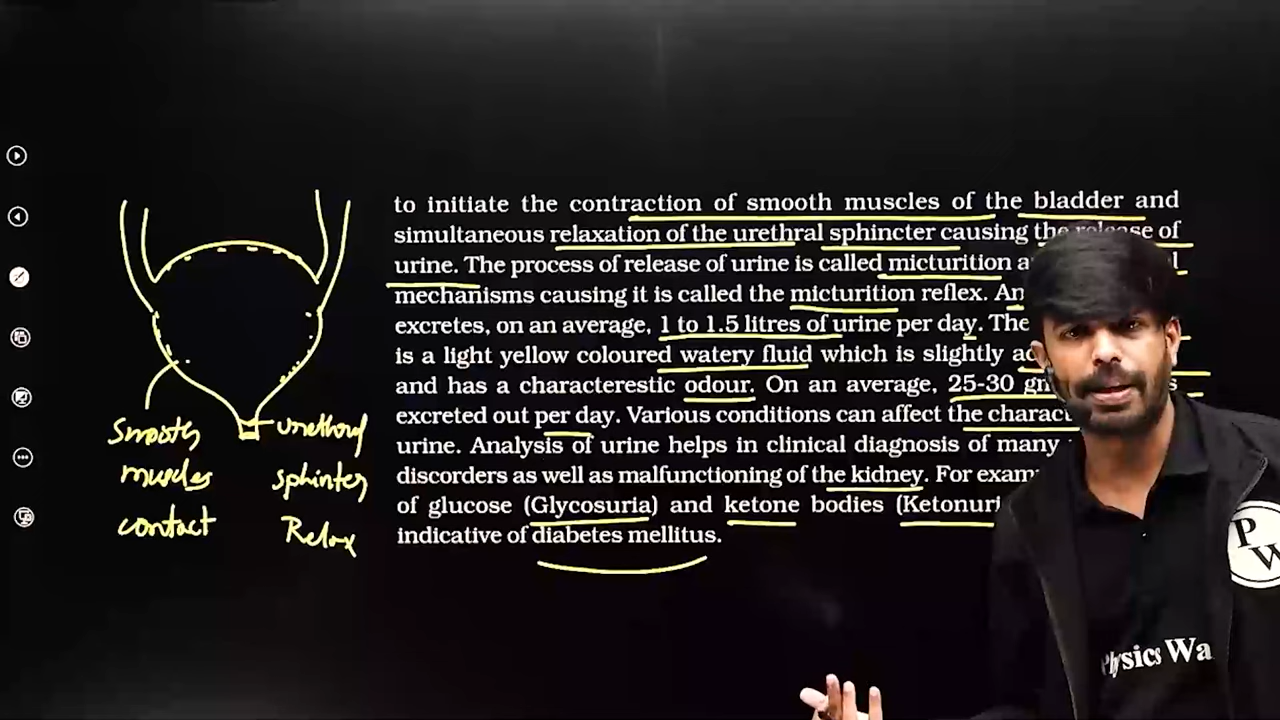 to initiate the contraction of smooth muscles of the bladder and
simultaneous relaxation of the urethral sphincter causing the release of
urine. The process of release of urine is called micturition
mechanisms causing it is called the micturition reflex. An
excretes, on an average, 1 to 1.5 litres of urine per day. The
is a light yellow coloured watery fluid which is slightly
and has a characterestic odour. On an average, 25-30
excreted out per day. Various conditions can affect the
urine. Analysis of urine helps in clinical diagnosis of many
disorders as well as malfunctioning of the kidney. For
of glucose (Glycosuria) and ketone bodies
indicative of diabetes mellitus.
Smooth
muscles
contact
urethral
sphinter
Relax
PW
Physics Wa